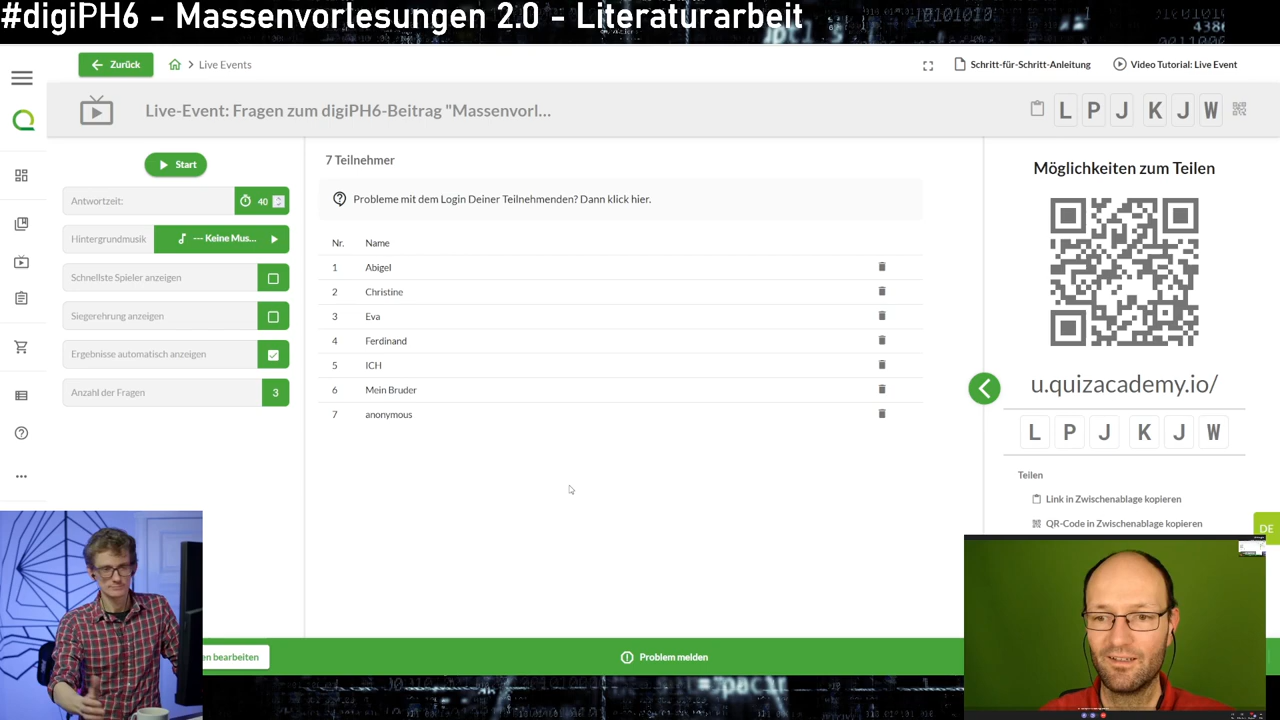 #digiPH6 - Massenvorlesungen 2.0 - Literaturarbeit
Zurück
Live Events
Schritt-für-Schritt-Anleitung
Video Tutorial: Live Event
Live-Event: Fragen zum digiPH6-Beitrag "Massenvorl...
L P J K J W
Start
Antwortzeit: 40
Hintergrundmusik --- Keine Mus...
Schnellste Spieler anzeigen
Siegerehrung anzeigen
Ergebnisse automatisch anzeigen
Anzahl der Fragen 3
7 Teilnehmer
Probleme mit dem Login Deiner Teilnehmenden? Dann klick hier.
Nr. Name
1 Abigel
2 Christine
3 Eva
4 Ferdinand
5 ICH
6 Mein Bruder
7 anonymous
Möglichkeiten zum Teilen
u.quizacademy.io/
L P J K J W
Teilen
Link in Zwischenablage kopieren
QR-Code in Zwischenablage kopieren
DE
en bearbeiten
Problem melden